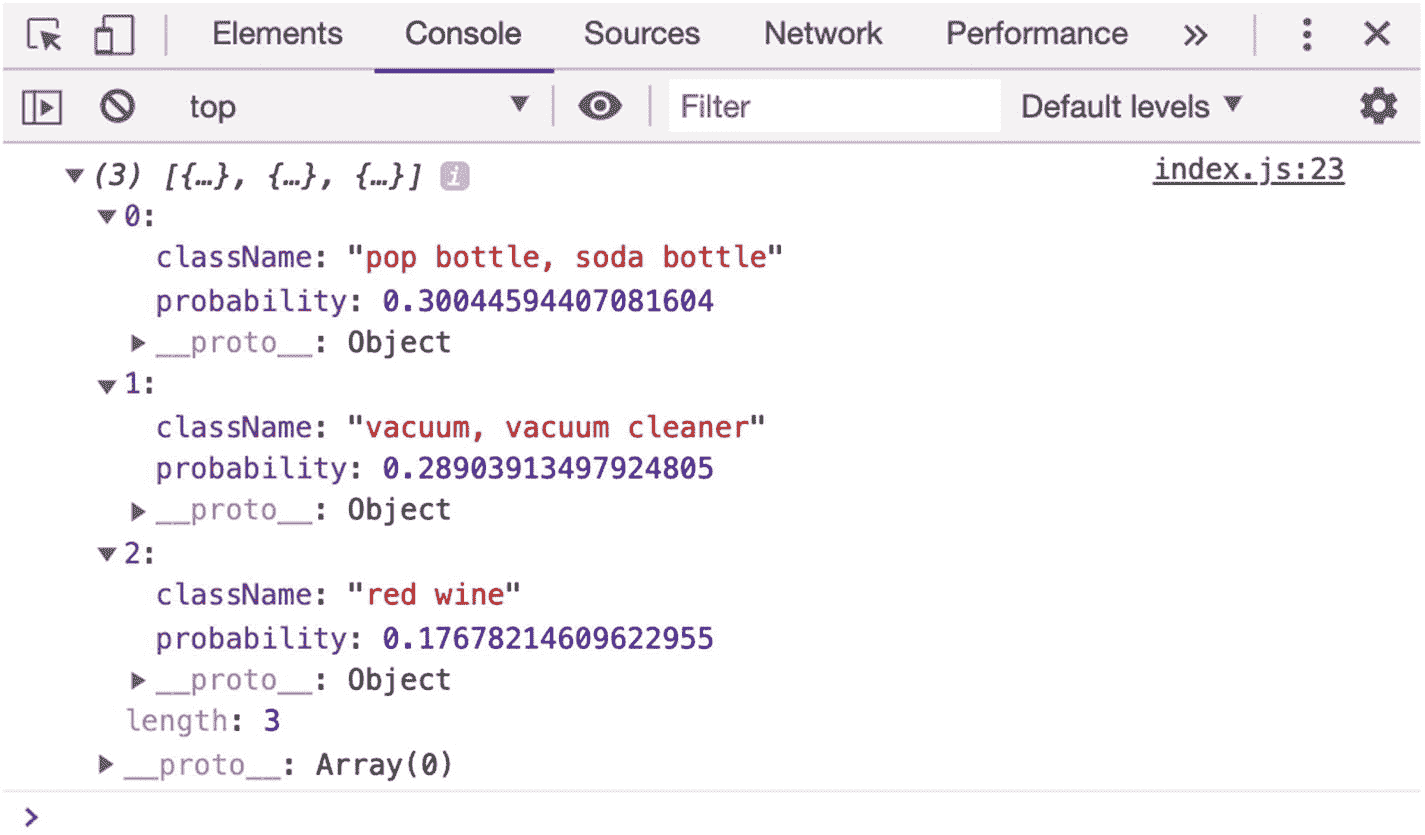 Elements Console Sources Network Performance »
top Filter Default levels
(3) [{…}, {…}, {…}] i index.js:23
0:
className: "pop bottle, soda bottle"
probability: 0.30044594407081604
__proto__: Object
1:
className: "vacuum, vacuum cleaner"
probability: 0.28903913497924805
__proto__: Object
2:
className: "red wine"
probability: 0.17678214609622955
__proto__: Object
length: 3
__proto__: Array(0)
>